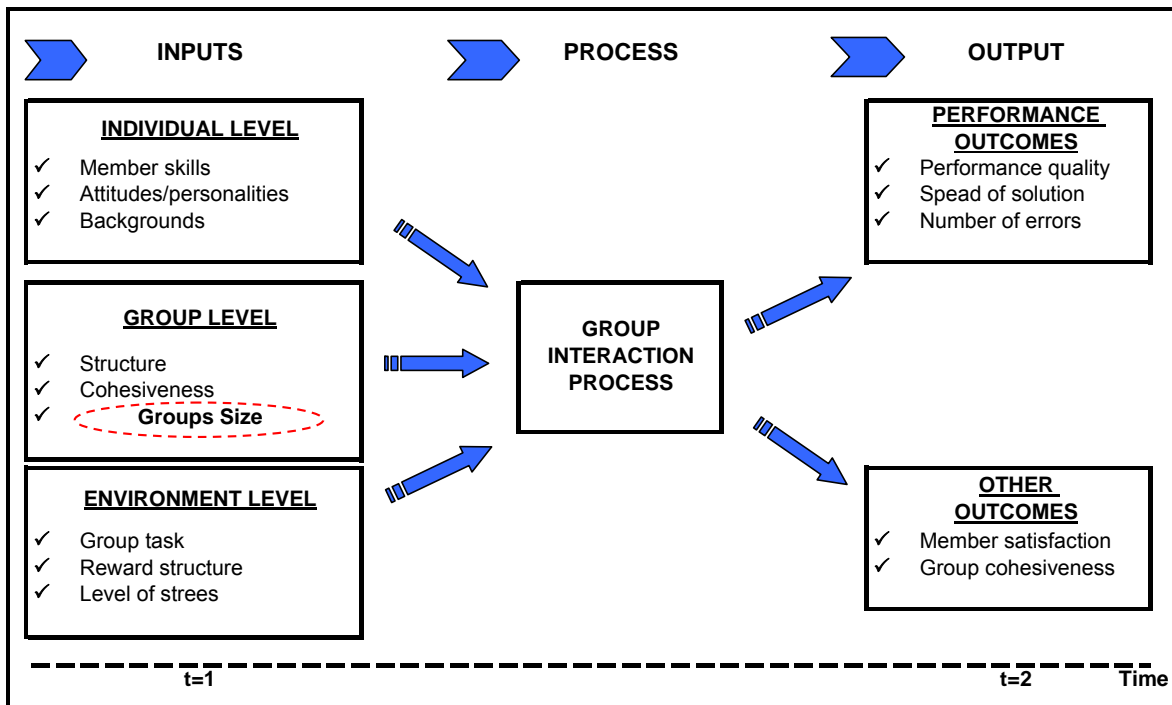 INPUTS
PROCESS
OUTPUT
INDIVIDUAL LEVEL
✓ Member skills
✓ Attitudes/personalities
✓ Backgrounds
GROUP LEVEL
✓ Structure
✓ Cohesiveness
✓ Groups Size
ENVIRONMENT LEVEL
✓ Group task
✓ Reward structure
✓ Level of strees
GROUP
INTERACTION
PROCESS
PERFORMANCE
OUTCOMES
✓ Performance quality
✓ Spead of solution
✓ Number of errors
OTHER
OUTCOMES
✓ Member satisfaction
✓ Group cohesiveness
t=1
t=2
Time